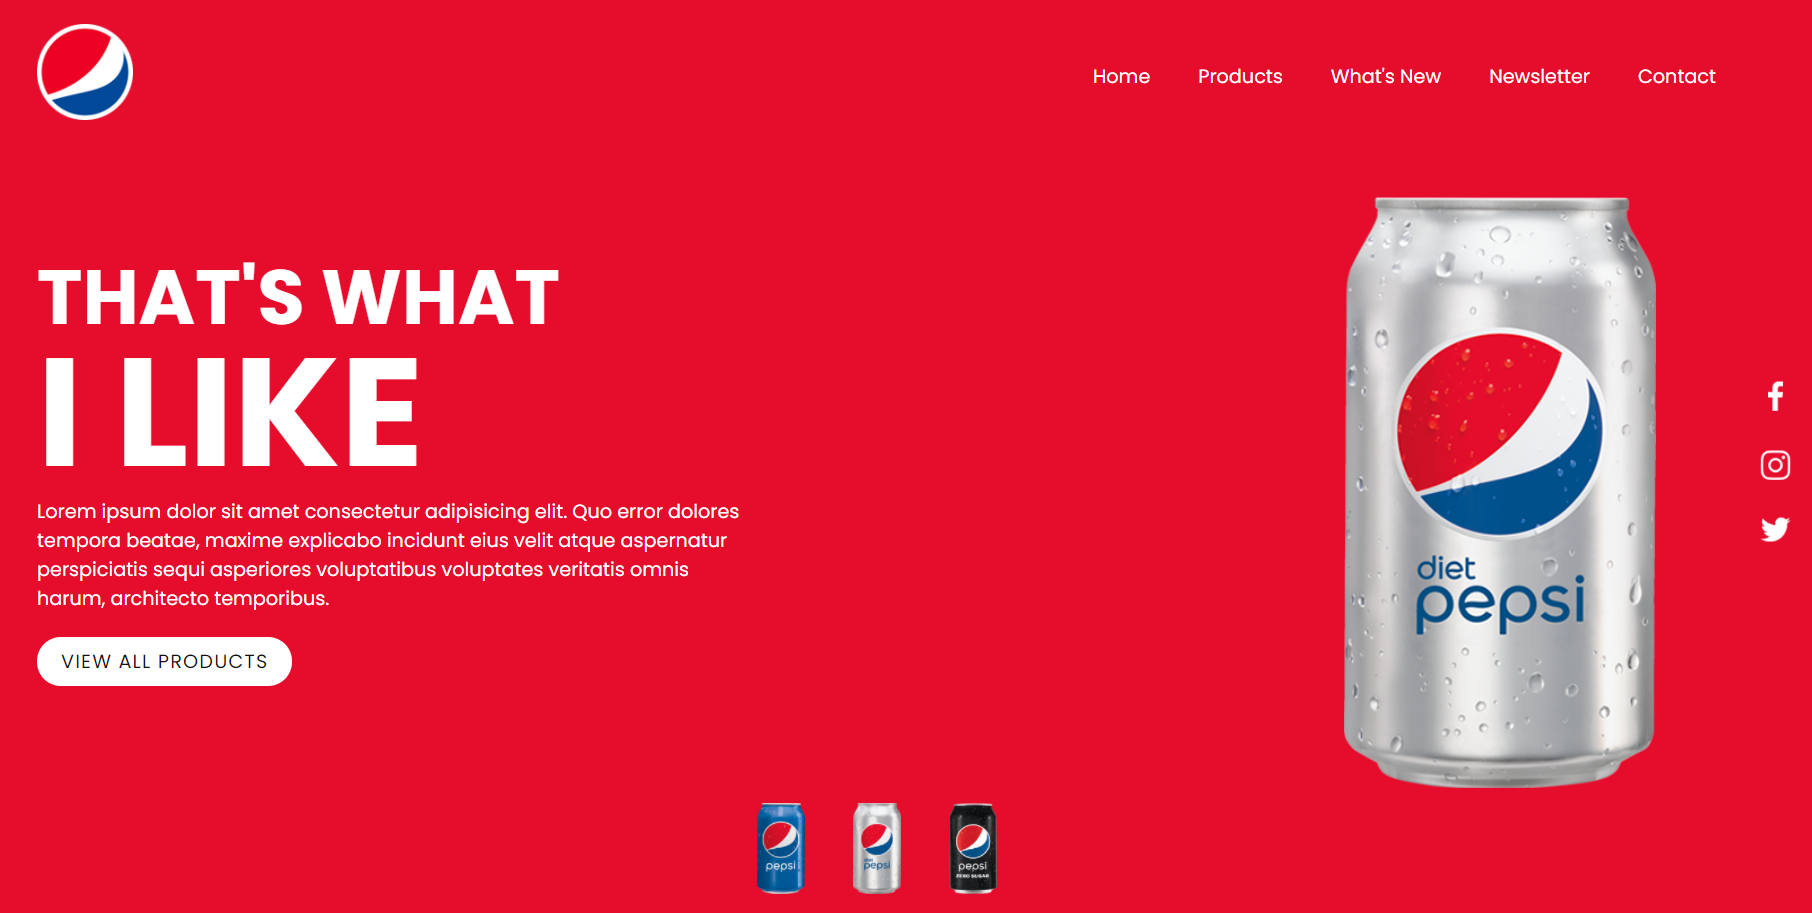 Home Products What's New Newsletter Contact
THAT'S WHAT
I LIKE
Lorem ipsum dolor sit amet consectetur adipisicing elit. Quo error dolores
tempora beatae, maxime explicabo incidunt eius velit atque aspernatur
perspiciatis sequi asperiores voluptatibus voluptates veritatis omnis
harum, architecto temporibus.
VIEW ALL PRODUCTS
diet
pepsi
pepsi
diet
pepsi
pepsi
ZERO SUGAR